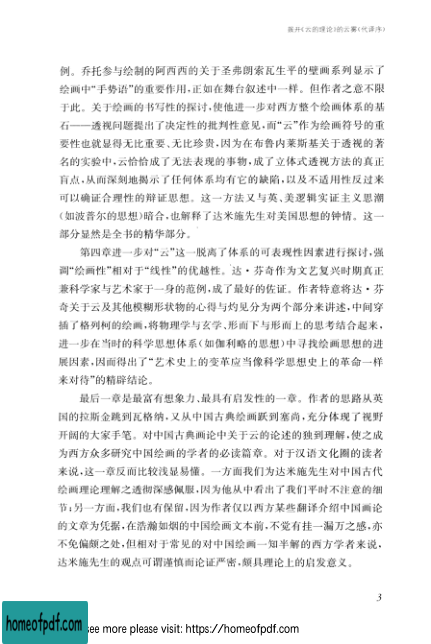 拨开《云的理论》的云雾(代译序)
例。乔托参与绘制的阿西西的关于圣弗朗索瓦生平的壁画系列显示了
绘画中“手势语”的重要作用,正如在舞台叙述中一样。但作者之意不限
于此。关于绘画的书写性的探讨,使他进一步对西方整个绘画体系的基
石——透视问题提出了决定性的批判性意见,而“云”作为绘画符号的重
要性也就显得无比重要、无比珍贵,因为在布鲁内莱斯基关于透视的著
名的实验中,云恰恰成了无法表现的事物,成了立体式透视方法的真正
盲点,从而深刻地揭示了任何体系均有它的缺陷,以及不适用性反过来
可以确证合理性的辩证思想。这一方法又与英、美逻辑实证主义思潮
(如波普尔的思想)暗合,也解释了达米施先生对美国思想的钟情。这一
部分显然是全书的精华部分。
第四章进一步对“云”这一脱离了体系的可表现性因素进行探讨,强
调“绘画性”相对于“线性”的优越性。达·芬奇作为文艺复兴时期真正
兼科学家与艺术家于一身的范例,成了最好的佐证。作者特意将达·芬
奇关于云及其他模糊形状物的心得与灼见分为两个部分来讲述,中间穿
插了格列柯的绘画,将物理学与玄学、形而下与形而上的思考结合起来,
进一步在当时的科学思想体系(如伽利略的思想)中寻找绘画思想的进
展因素,因而得出了“艺术史上的变革应当像科学思想史上的革命一样
来对待”的精辟结论。
最后一章是最富有想象力、最具有启发性的一章。作者的思路从英
国的拉斯金跳到瓦格纳,又从中国古典绘画跃到塞尚,充分体现了视野
开阔的大家手笔。对中国古典画论中关于云的论述的独到理解,使之成
为西方众多研究中国绘画的学者的必读篇章。对于汉语文化圈的读者
来说,这一章反而比较浅显易懂。一方面我们为达米施先生对中国古代
绘画理论理解之透彻深感佩服,因为他从中看出了我们平时不注意的细
节;另一方面,我们也有保留,因为作者仅以西方某些翻译介绍中国画论
的文章为凭据,在浩瀚如烟的中国绘画文本前,不觉有挂一漏万之感,亦
不免偏颇之处,但相对于常见的对中国绘画一知半解的西方学者来说,
达米施先生的观点可谓谨慎而论证严密,颇具理论上的启发意义。
3
homeofpdf.com
see more please visit: https://homeofpdf.com